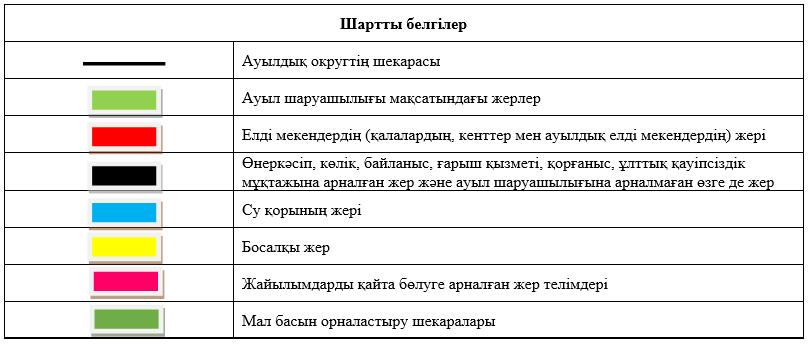 Шартты белгілер
Ауылдық округтің шекарасы
Ауыл шаруашылығы мақсатындағы жерлер
Елді мекендердің (қалалардың, кенттер мен ауылдық елді мекендердің) жері
Өнеркәсіп, көлік, байланыс, ғарыш қызметі, қорғаныс, ұлттық қауіпсіздік
мұқтажына арналған жер және ауыл шаруашылығына арналмаған өзге де жер
Су қорының жері
Босалқы жер
Жайылымдарды қайта бөлуге арналған жер телімдері
Мал басын орналастыру шекаралары